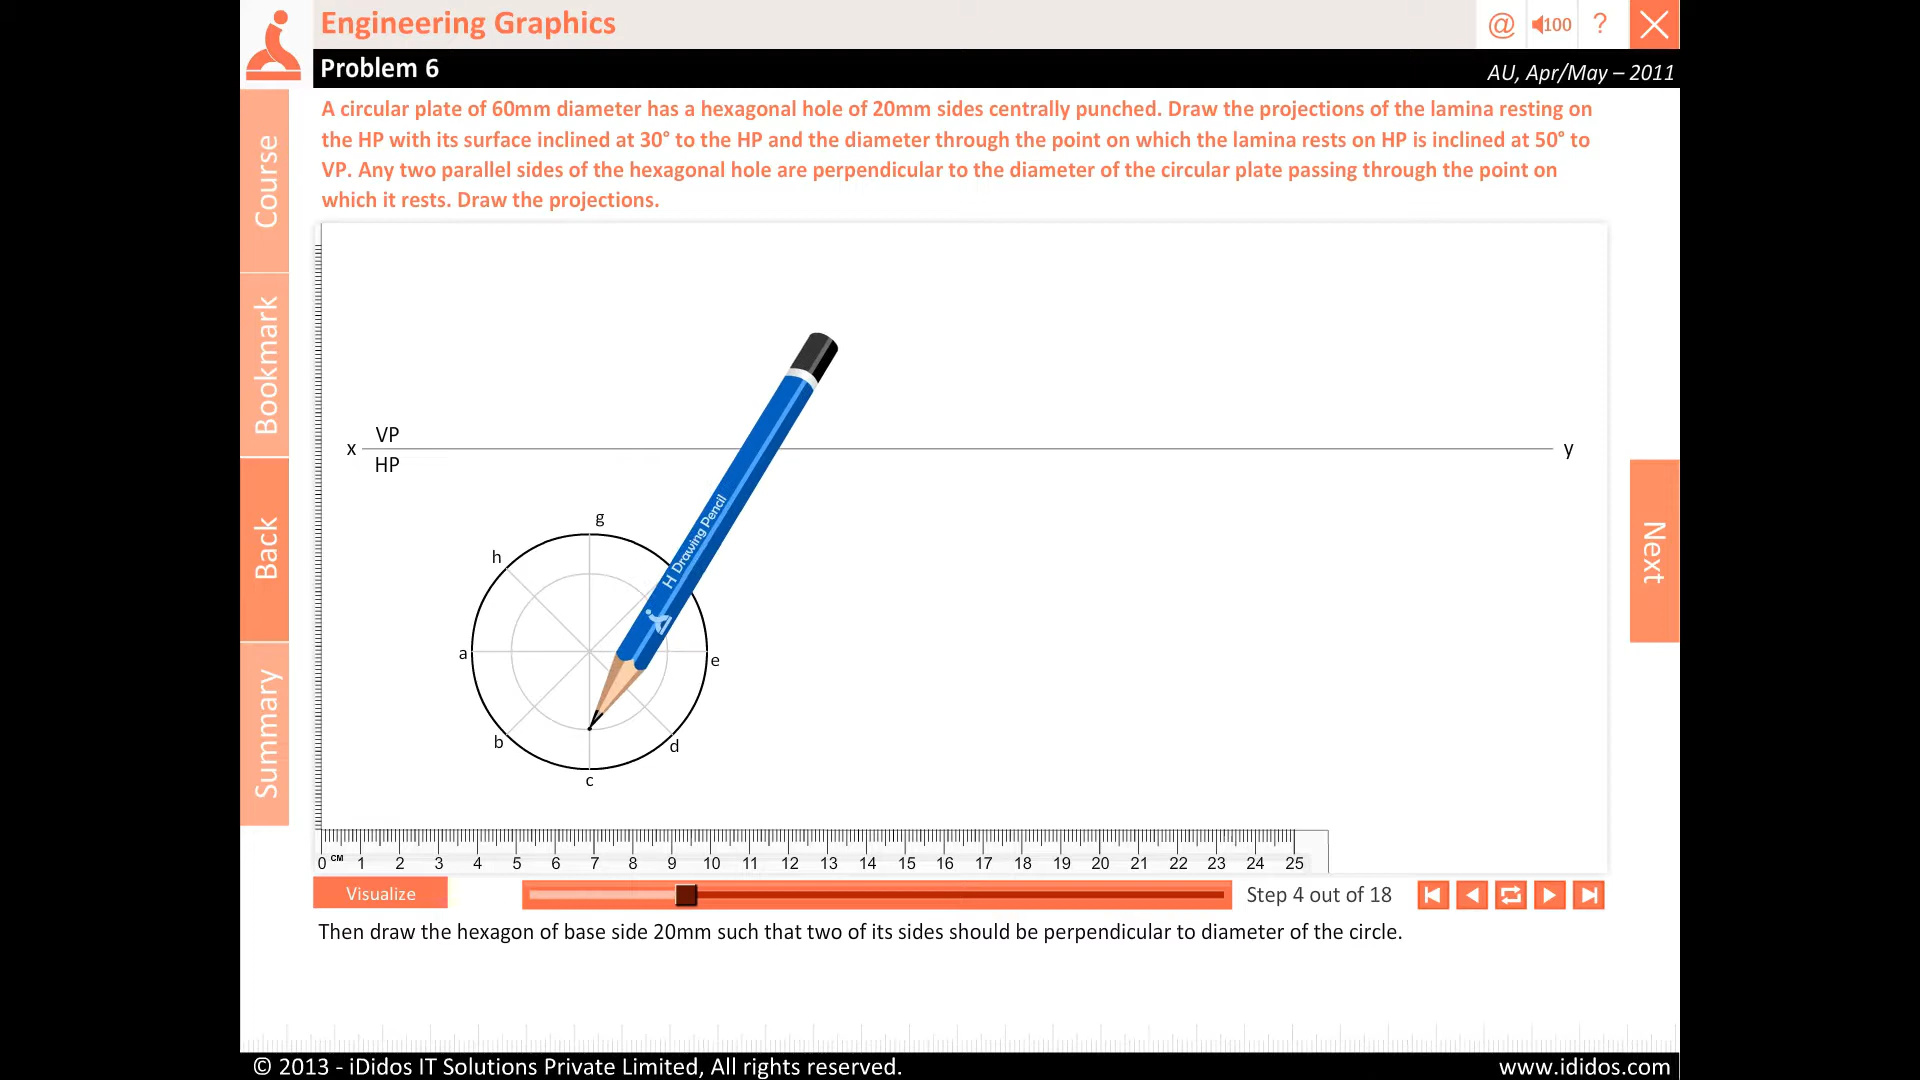 Engineering Graphics
@ 100 ?
Problem 6
AU, Apr/May – 2011
A circular plate of 60mm diameter has a hexagonal hole of 20mm sides centrally punched. Draw the projections of the lamina resting on
the HP with its surface inclined at 30° to the HP and the diameter through the point on which the lamina rests on HP is inclined at 50° to
VP. Any two parallel sides of the hexagonal hole are perpendicular to the diameter of the circular plate passing through the point on
which it rests. Draw the projections.
Course
Bookmark
Back
Summary
Next
VP
x
y
HP
H Drawing Pencil
g
h
a
e
b
d
c
0 CM 1 2 3 4 5 6 7 8 9 10 11 12 13 14 15 16 17 18 19 20 21 22 23 24 25
Visualize
Step 4 out of 18
Then draw the hexagon of base side 20mm such that two of its sides should be perpendicular to diameter of the circle.
© 2013 - iDidos IT Solutions Private Limited, All rights reserved.
www.ididos.com